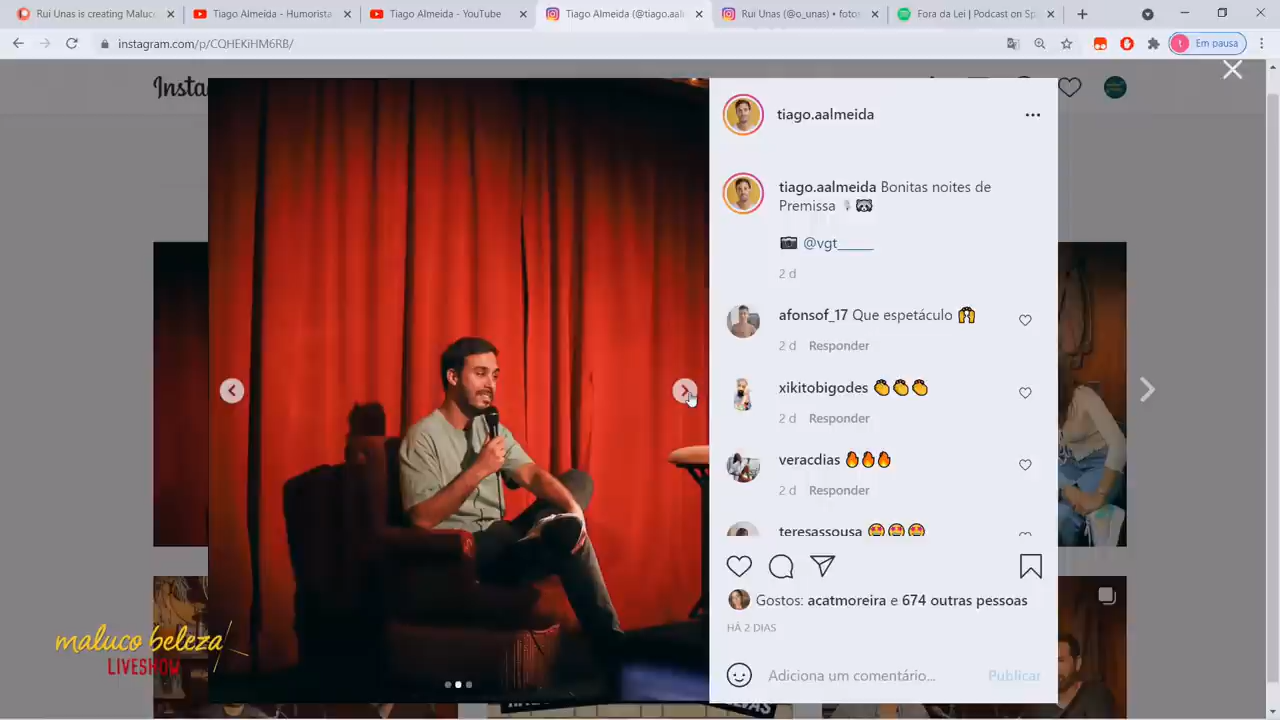 Rui Unas is creating Maluc
Tiago Almeida - Humorista
Tiago Almeida - YouTube
Tiago Almeida (@tiago.aal
Rui Unas (@o_unas) • foto
Fora da Lei | Podcast on Sp
instagram.com/p/CQHEKiHM6RB/
t
Em pausa
Insta
tiago.aalmeida
tiago.aalmeida Bonitas noites de
Premissa
@vgt_____
2 d
afonsof_17 Que espetáculo
2 d Responder
xikitobigodes
2 d Responder
veracdias
2 d Responder
teresassousa
Gostos: acatmoreira e 674 outras pessoas
HÁ 2 DIAS
Adiciona um comentário... Publicar
maluco beleza
LIVESHOW